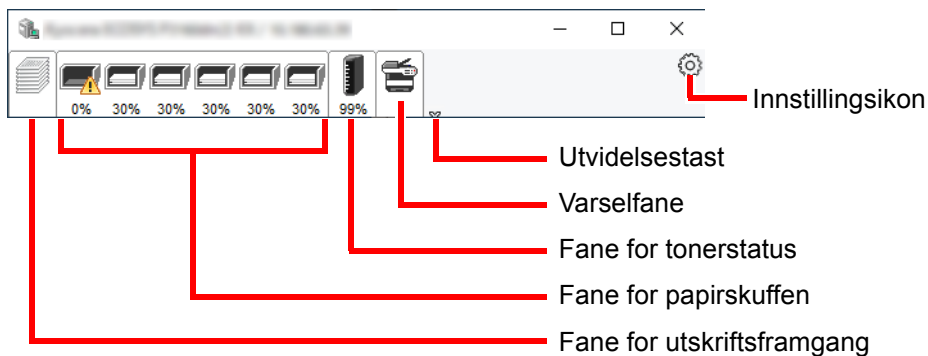 0% 30% 30% 30% 30% 30% 99%
Innstillingsikon
Utvidelsestast
Varselfane
Fane for tonerstatus
Fane for papirskuffen
Fane for utskriftsframgang